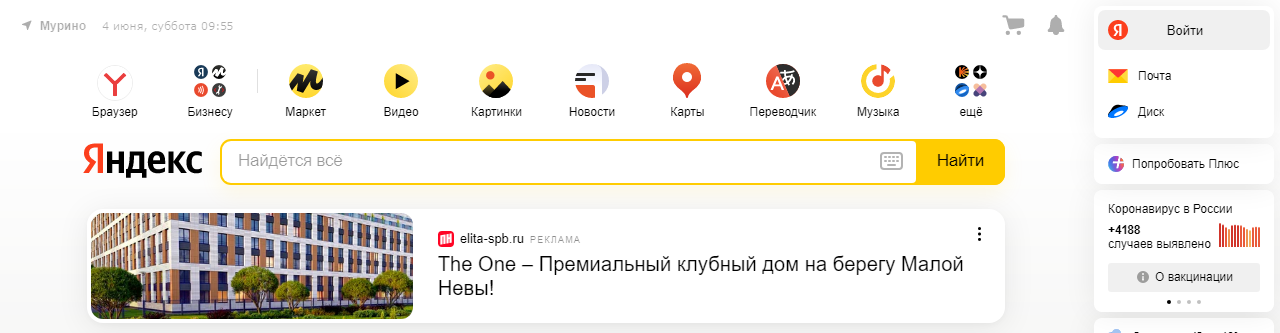 Мурино 4 июня, суббота 09:55
Войти
Почта
Диск
Браузер Бизнесу Маркет Видео Картинки Новости Карты Переводчик Музыка ещё
Яндекс Найдётся всё Найти
Попробовать Плюс
Коронавирус в России
+4188
случаев выявлено
О вакцинации
elita-spb.ru РЕКЛАМА
The One – Премиальный клубный дом на берегу Малой
Невы!